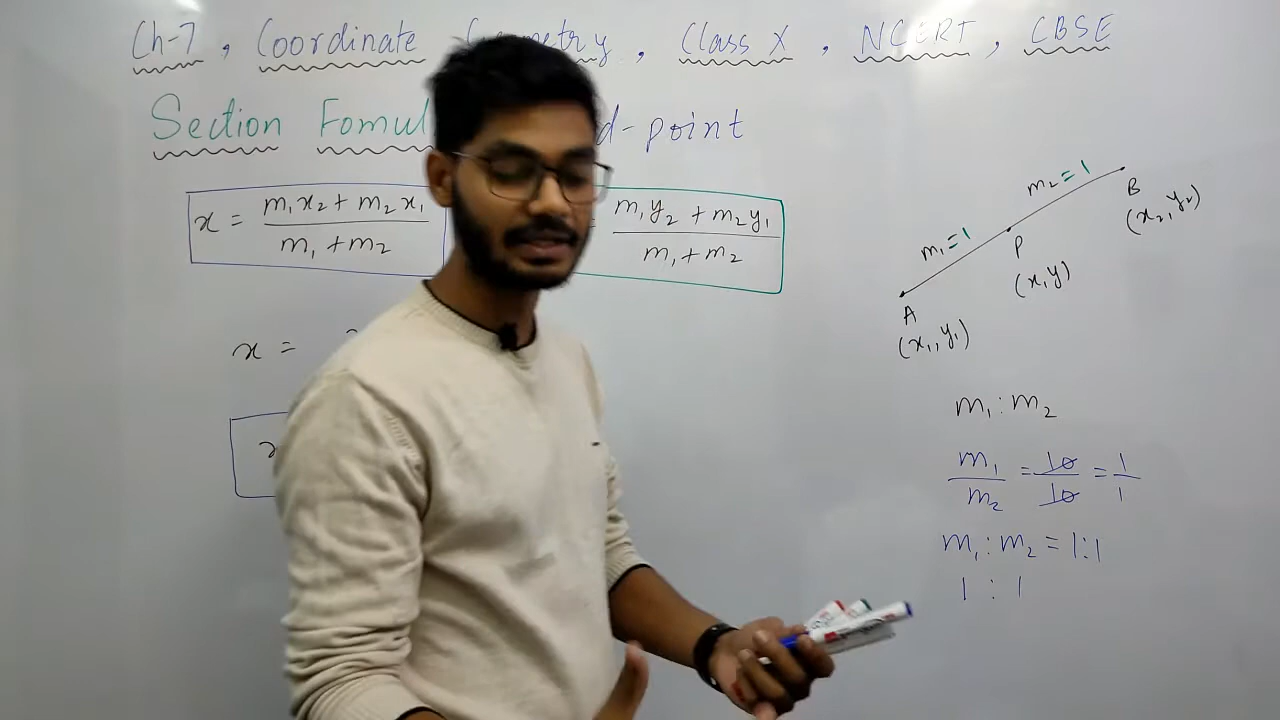 Ch-7, Coordinate Geometry, Class X, NCERT, CBSE
Section Fomul d-point
x = m₁x₂ + m₂x₁ / m₁ + m₂
= m₁y₂ + m₂y₁ / m₁ + m₂
m₂ = 1
B
(x₂, y₂)
m₁ = 1
P
(x, y)
A
(x₁, y₁)
x =
m₁ : m₂
m₁ / m₂ = 10 / 10 = 1 / 1
m₁ : m₂ = 1:1
1 : 1